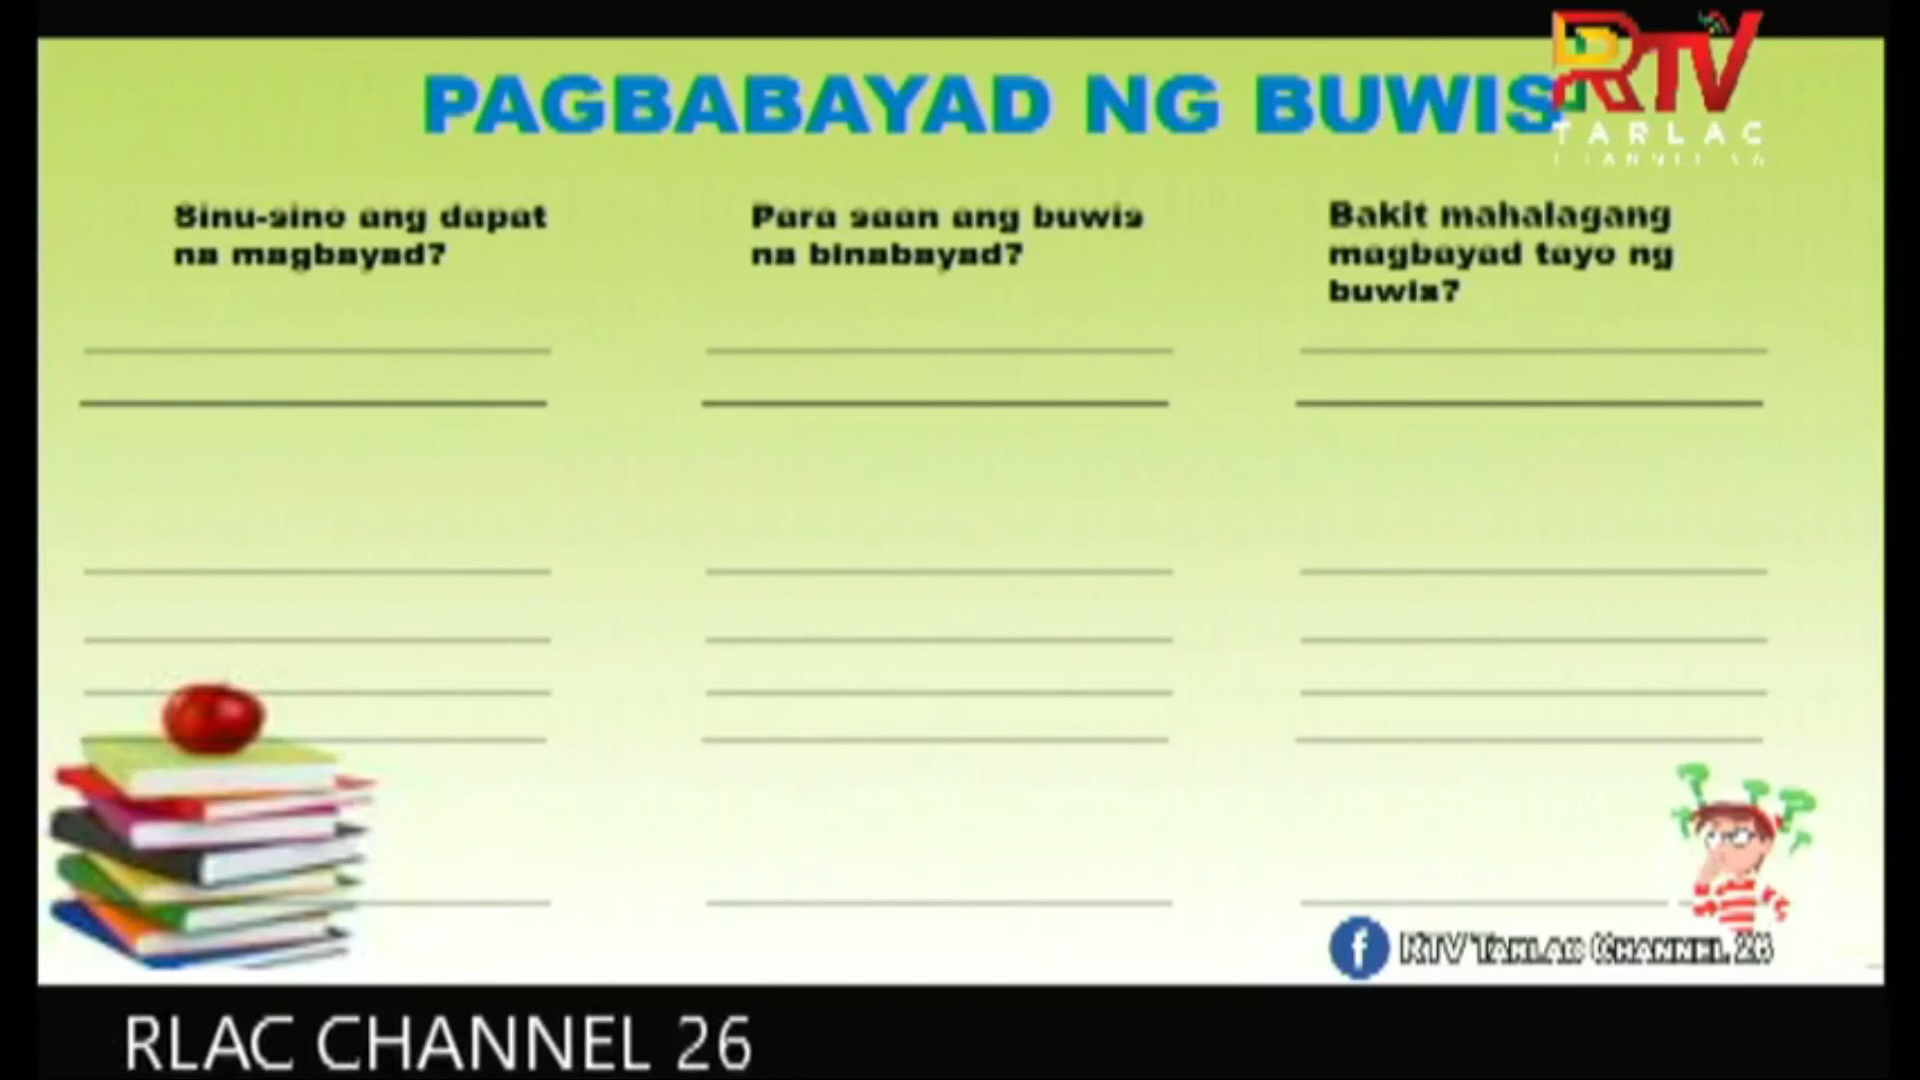 PAGBABAYAD NG BUWIS
RTV
TARLAC
Sinu-sino ang dapat
na magbayad?
Para saan ang buwis
na binabayad?
Bakit mahalagang
magbayad tayo ng
buwis?
RTV TARLAC CHANNEL 26
RLAC CHANNEL 26